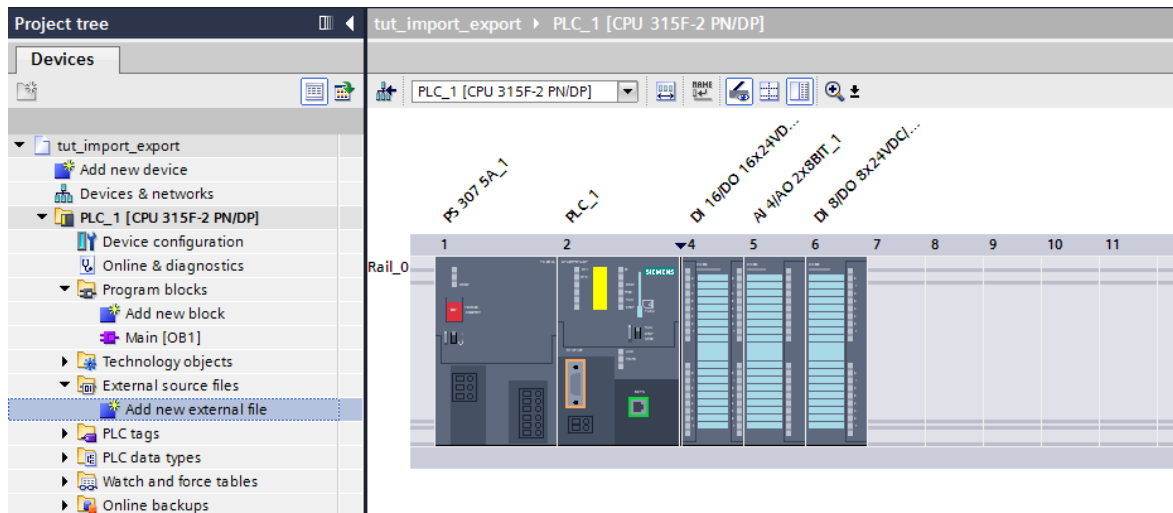 Project tree
tut_import_export ▸ PLC_1 [CPU 315F-2 PN/DP]
Devices
PLC_1 [CPU 315F-2 PN/DP]
tut_import_export
Add new device
Devices & networks
PLC_1 [CPU 315F-2 PN/DP]
Device configuration
Online & diagnostics
Program blocks
Add new block
Main [OB1]
Technology objects
External source files
Add new external file
PLC tags
PLC data types
Watch and force tables
Online backups
PS 307 5A_1
PLC_1
DI 16/DO 16x24VD...
AI 4/AO 2x8BIT_1
DI 8/DO 8x24VDC/...
1 2 4 5 6 7 8 9 10 11
Rail_0
SIEMENS